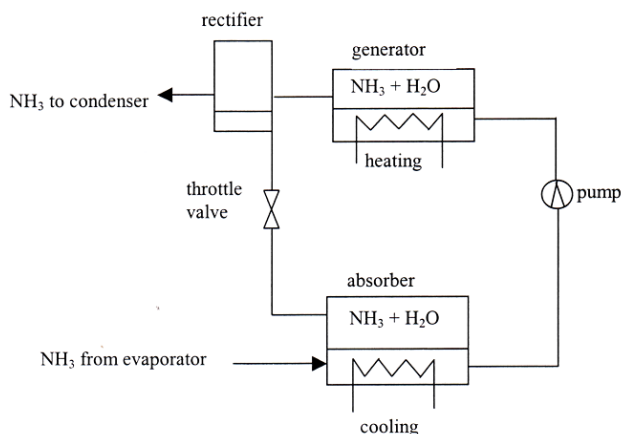 rectifier
generator
NH₃ + H₂O
NH₃ to condenser
heating
throttle
valve
pump
absorber
NH₃ + H₂O
NH₃ from evaporator
cooling